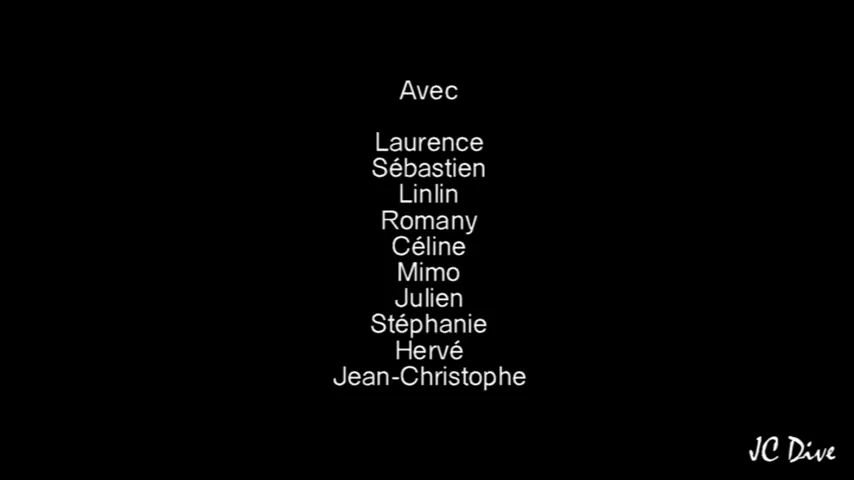 Avec
Laurence
Sébastien
Linlin
Romany
Céline
Mimo
Julien
Stéphanie
Hervé
Jean-Christophe
JC Dive